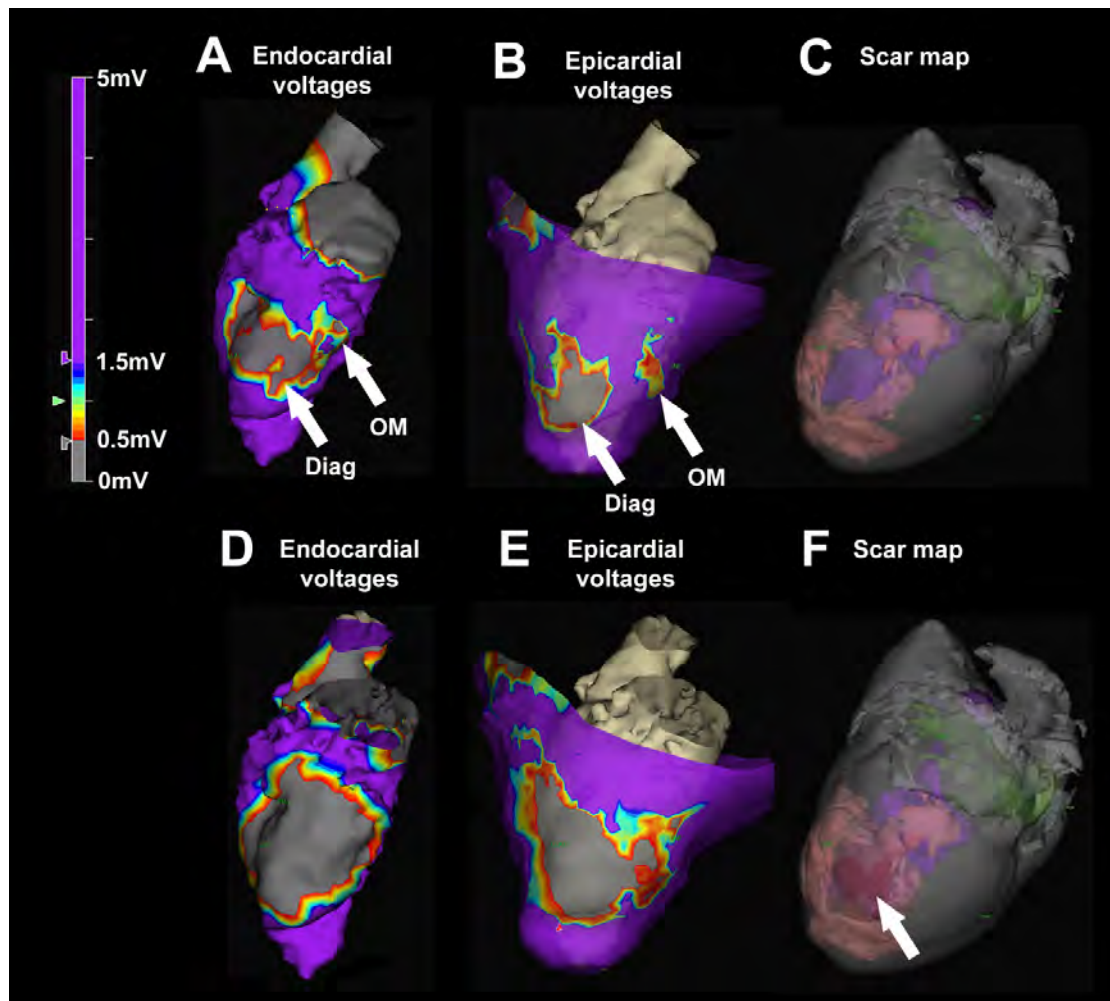 A Endocardial
voltages
B Epicardial
voltages
C Scar map
5mV
1.5mV
0.5mV
0mV
OM
Diag
OM
Diag
D Endocardial
voltages
E Epicardial
voltages
F Scar map